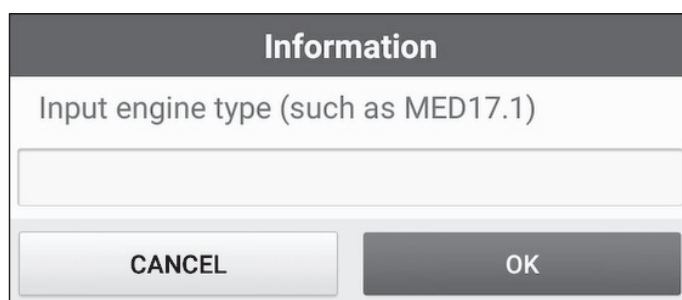 Information
Input engine type (such as MED17.1)
CANCEL
OK